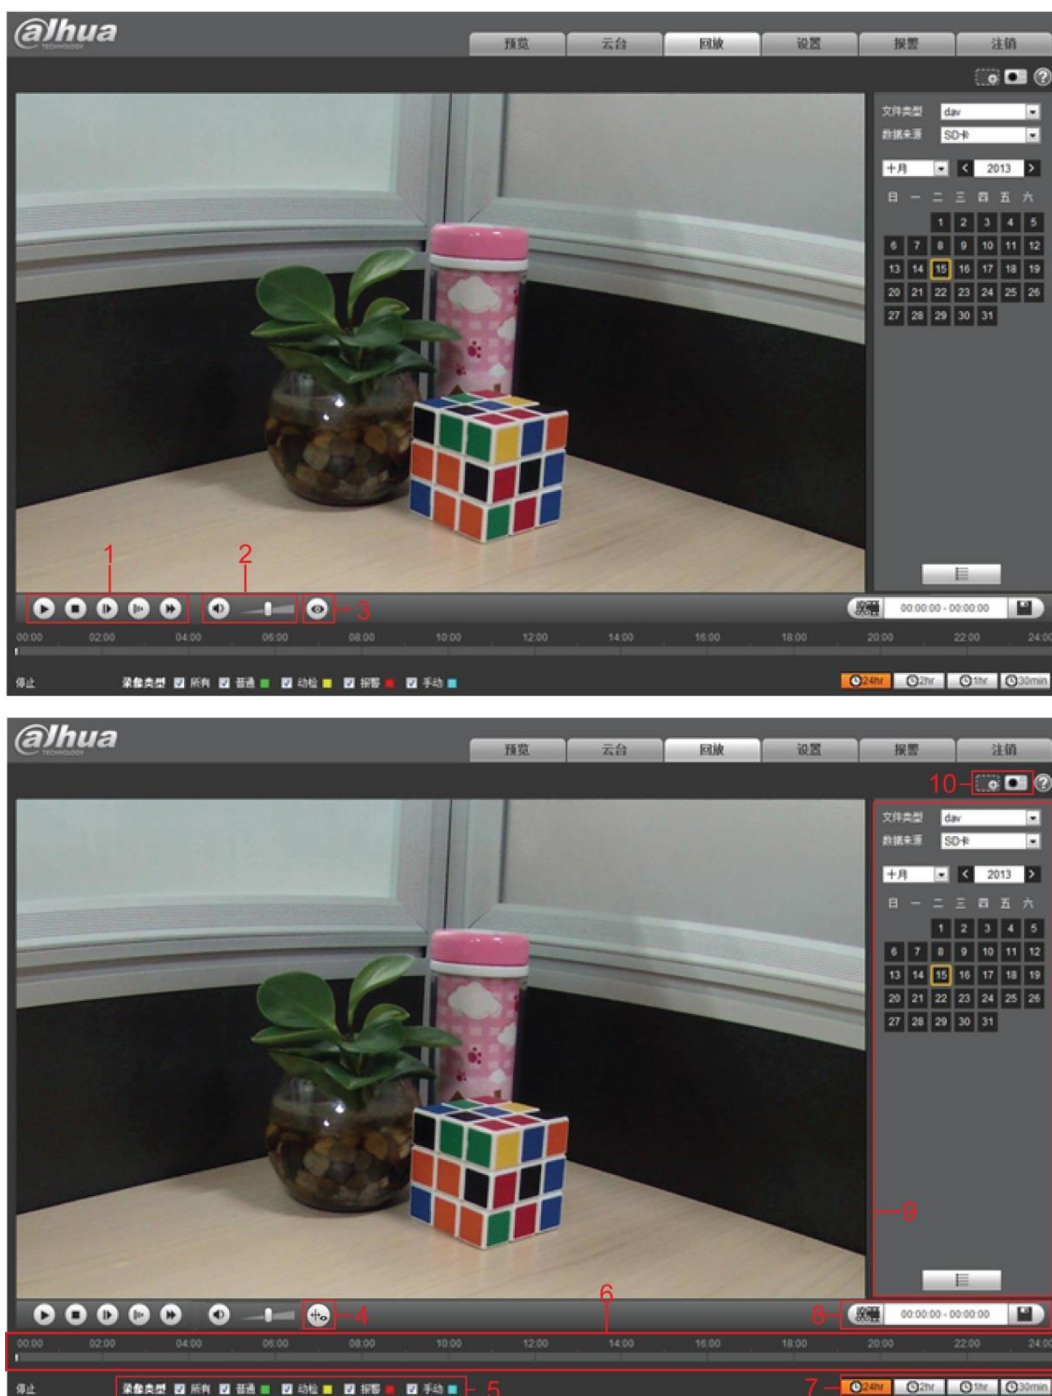 alhua
TECHNOLOGY
预览 云台 回放 设置 报警 注销
文件类型 dav
数据来源 SD卡
十月 2013
日 一 二 三 四 五 六
1 2 3 4 5
6 7 8 9 10 11 12
13 14 15 16 17 18 19
20 21 22 23 24 25 26
27 28 29 30 31
1 2 3
00:00:00 - 00:00:00
00:00 02:00 04:00 06:00 08:00 10:00 12:00 14:00 16:00 18:00 20:00 22:00 24:00
停止 录像类型 所有 普通 动检 报警 手动 24hr 2hr 1hr 30min
alhua
TECHNOLOGY
预览 云台 回放 设置 报警 注销
10
文件类型 dav
数据来源 SD卡
十月 2013
日 一 二 三 四 五 六
1 2 3 4 5
6 7 8 9 10 11 12
13 14 15 16 17 18 19
20 21 22 23 24 25 26
27 28 29 30 31
9
6
4 8 00:00:00 - 00:00:00
00:00 02:00 04:00 06:00 08:00 10:00 12:00 14:00 16:00 18:00 20:00 22:00 24:00
停止 录像类型 所有 普通 动检 报警 手动 5 7 24hr 2hr 1hr 30min